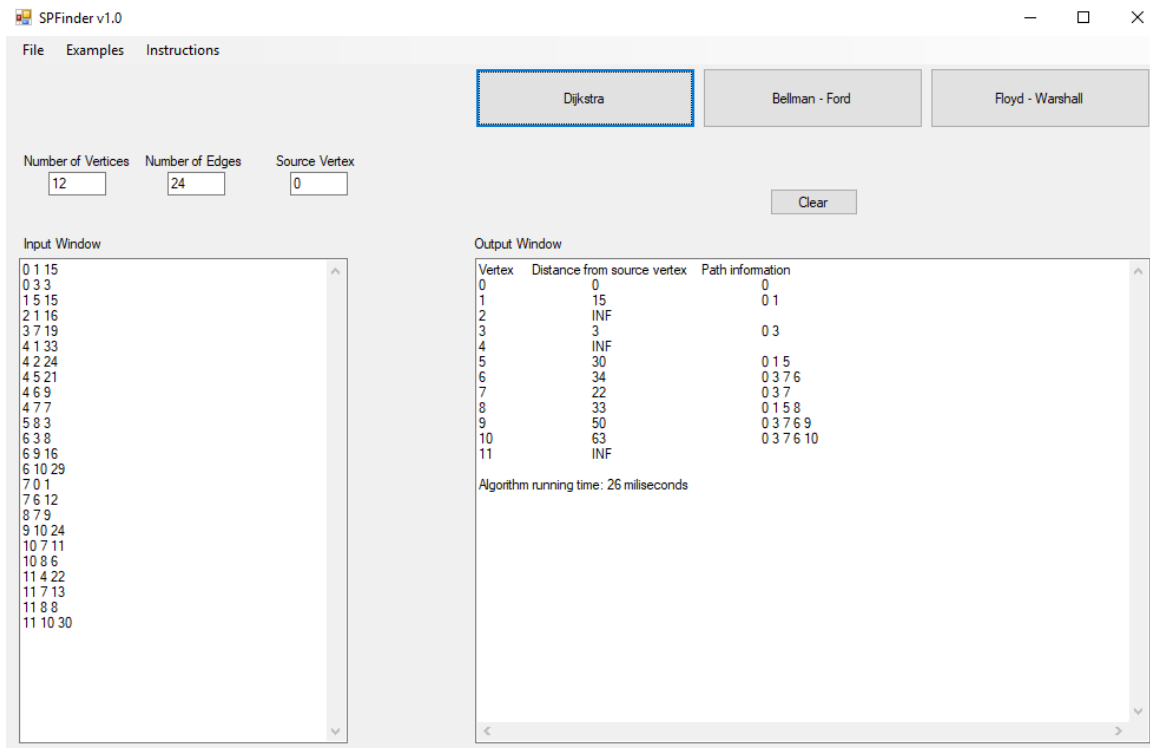 SPFinder v1.0
File Examples Instructions
Dijkstra Bellman - Ford Floyd - Warshall
Number of Vertices Number of Edges Source Vertex
12 24 0
Clear
Input Window
0 1 15
0 3 3
1 5 15
2 1 16
3 7 19
4 1 33
4 2 24
4 5 21
4 6 9
4 7 7
5 8 3
6 3 8
6 9 16
6 10 29
7 0 1
7 6 12
8 7 9
9 10 24
10 7 11
10 8 6
11 4 22
11 7 13
11 8 8
11 10 30
Output Window
Vertex Distance from source vertex Path information
0 0 0
1 15 0 1
2 INF
3 3 0 3
4 INF
5 30 0 1 5
6 34 0 3 7 6
7 22 0 3 7
8 33 0 1 5 8
9 50 0 3 7 6 9
10 63 0 3 7 6 10
11 INF
Algorithm running time: 26 miliseconds